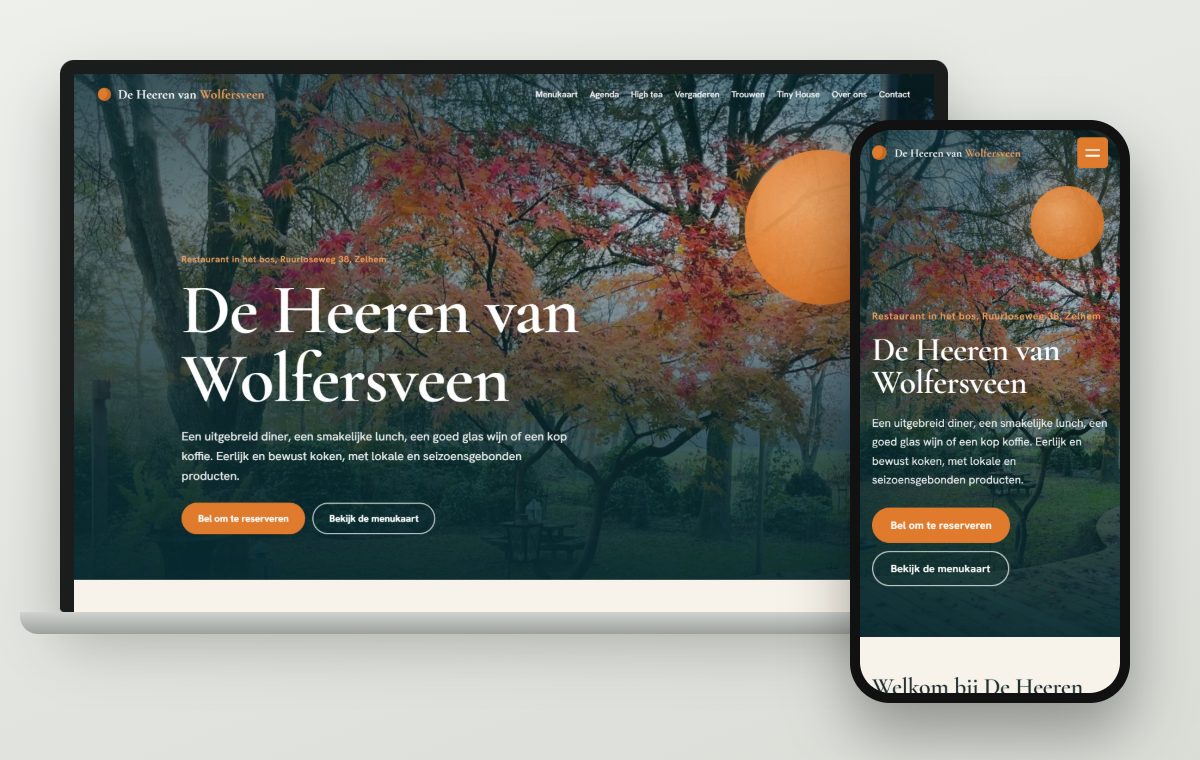 De Heeren van Wolfersveen
Menukaart Agenda High tea Vergaderen Trouwen Tiny House Over ons Contact
Restaurant in het bos, Ruurloseweg 38, Zelhem
De Heeren van
Wolfersveen
Een uitgebreid diner, een smakelijke lunch, een goed glas wijn of een kop
koffie. Eerlijk en bewust koken, met lokale en seizoensgebonden
producten.
Bel om te reserveren Bekijk de menukaart
De Heeren van Wolfersveen
Restaurant in het bos, Ruurloseweg 38, Zelhem
De Heeren van
Wolfersveen
Een uitgebreid diner, een smakelijke lunch, een
goed glas wijn of een kop koffie. Eerlijk en
bewust koken, met lokale en
seizoensgebonden producten.
Bel om te reserveren
Bekijk de menukaart
Welkom bij De Heeren